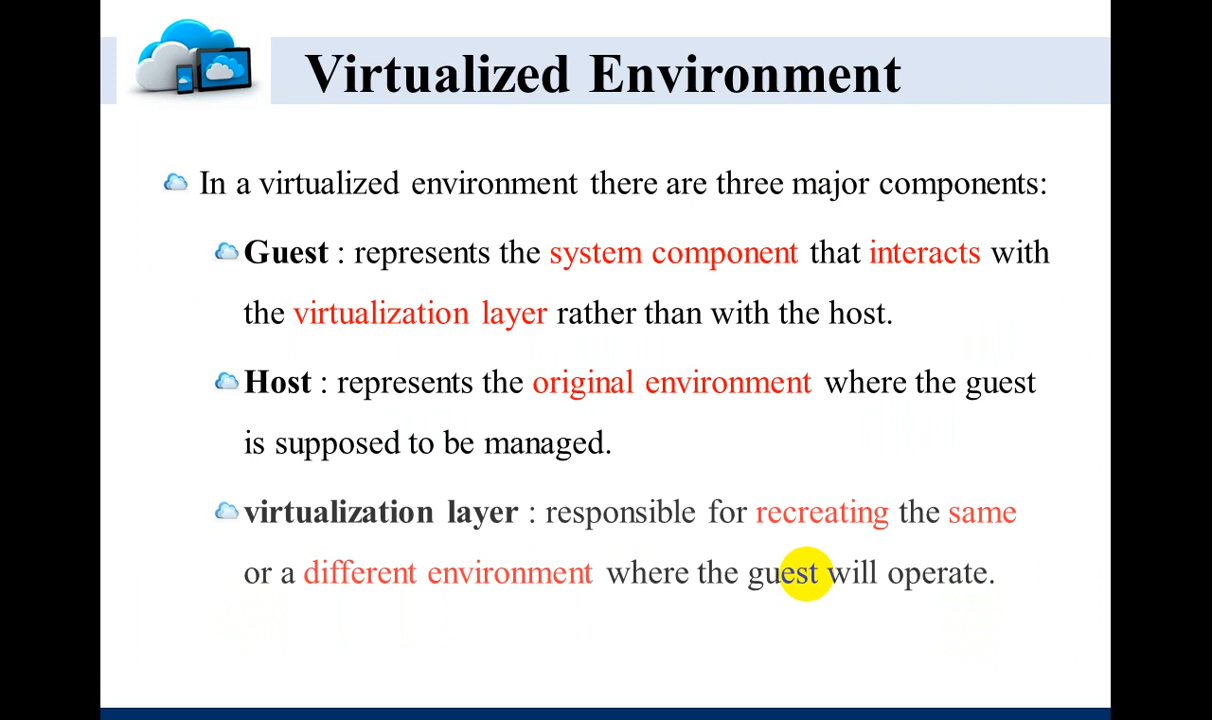 Virtualized Environment
In a virtualized environment there are three major components:
Guest : represents the system component that interacts with
the virtualization layer rather than with the host.
Host : represents the original environment where the guest
is supposed to be managed.
virtualization layer : responsible for recreating the same
or a different environment where the guest will operate.